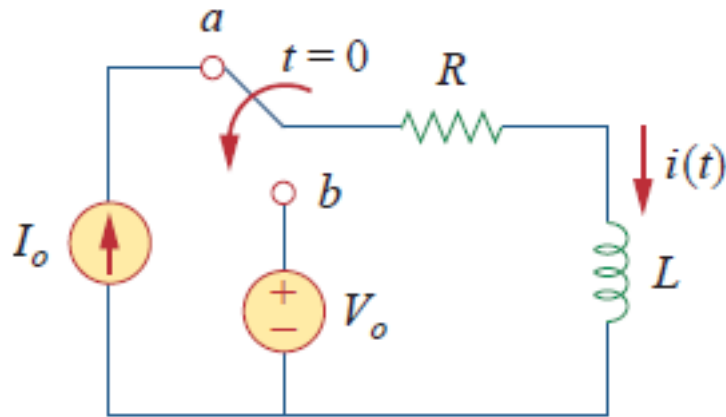 a
t = 0
R
i(t)
b
I_o
+
−
V_o
L